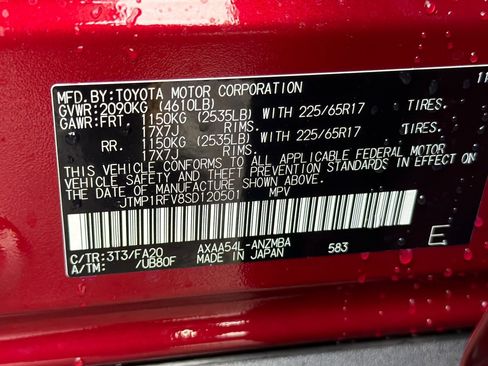 MFD.BY:TOYOTA MOTOR CORPORATION 11
GVWR:2090KG (4610LB)
GAWR:FRT. 1150KG (2535LB) WITH 225/65R17 TIRES.
17X7J RIMS.
RR. 1150KG (2535LB) WITH 225/65R17 TIRES.
17X7J RIMS.
THIS VEHICLE CONFORMS TO ALL APPLICABLE FEDERAL MOTOR
VEHICLE SAFETY AND THEFT PREVENTION STANDARDS IN EFFECT ON
THE DATE OF MANUFACTURE SHOWN ABOVE.
JTMP1RFV8SD120501 MPV
C/TR:3T3/FA20 AXAA54L-ANZMBA 583
A/TM: /UB80F MADE IN JAPAN
E